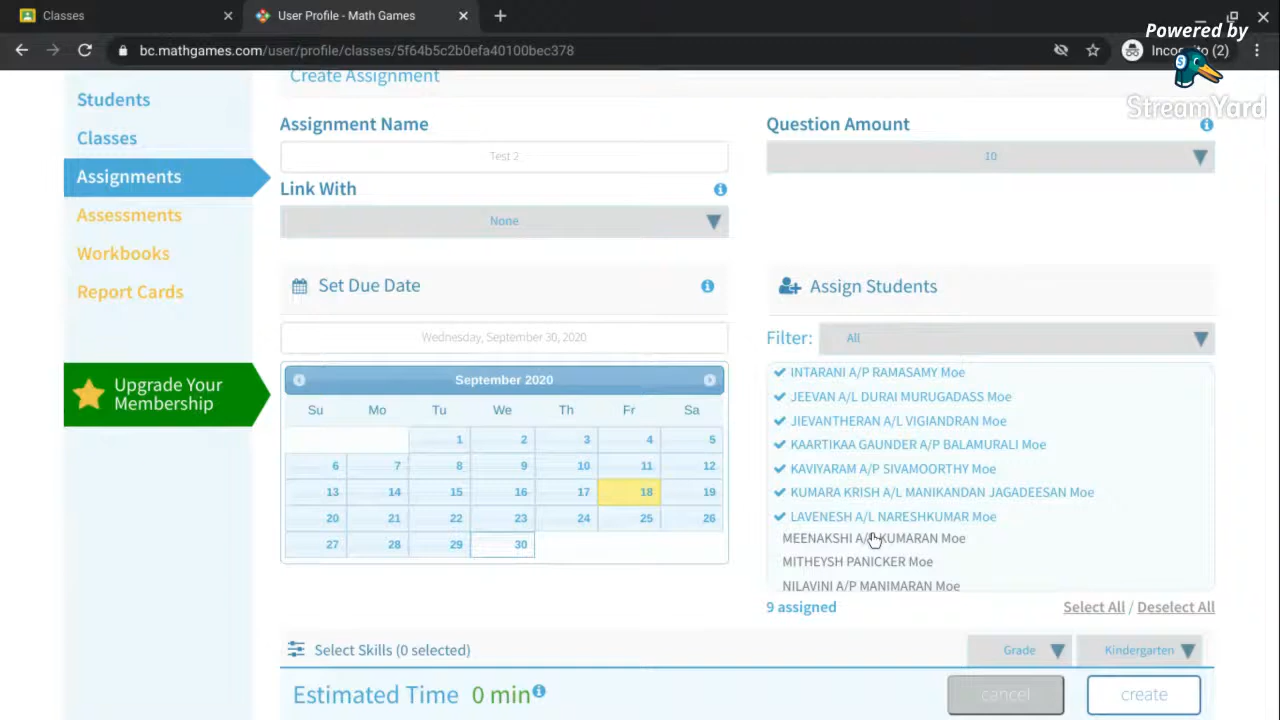 Classes
User Profile - Math Games
bc.mathgames.com/user/profile/classes/5f64b5c2b0efa40100bec378
Incognito (2)
Powered by
StreamYard
Create Assignment
Students
Classes
Assignments
Assessments
Workbooks
Report Cards
Upgrade Your
Membership
Assignment Name
Test 2
Link With
None
Question Amount
10
Set Due Date
Wednesday, September 30, 2020
September 2020
Su Mo Tu We Th Fr Sa
1 2 3 4 5
6 7 8 9 10 11 12
13 14 15 16 17 18 19
20 21 22 23 24 25 26
27 28 29 30
Assign Students
Filter: All
INTARANI A/P RAMASAMY Moe
JEEVAN A/L DURAI MURUGADASS Moe
JIEVANTHERAN A/L VIGIANDRAN Moe
KAARTIKAA GAUNDER A/P BALAMURALI Moe
KAVIYARAM A/P SIVAMOORTHY Moe
KUMARA KRISH A/L MANIKANDAN JAGADEESAN Moe
LAVENESH A/L NARESHKUMAR Moe
MEENAKSHI KUMARAN Moe
MITHEYSH PANICKER Moe
NILAVINI A/P MANIMARAN Moe
9 assigned
Select All / Deselect All
Select Skills (0 selected)
Grade
Kindergarten
Estimated Time 0 min
cancel
create